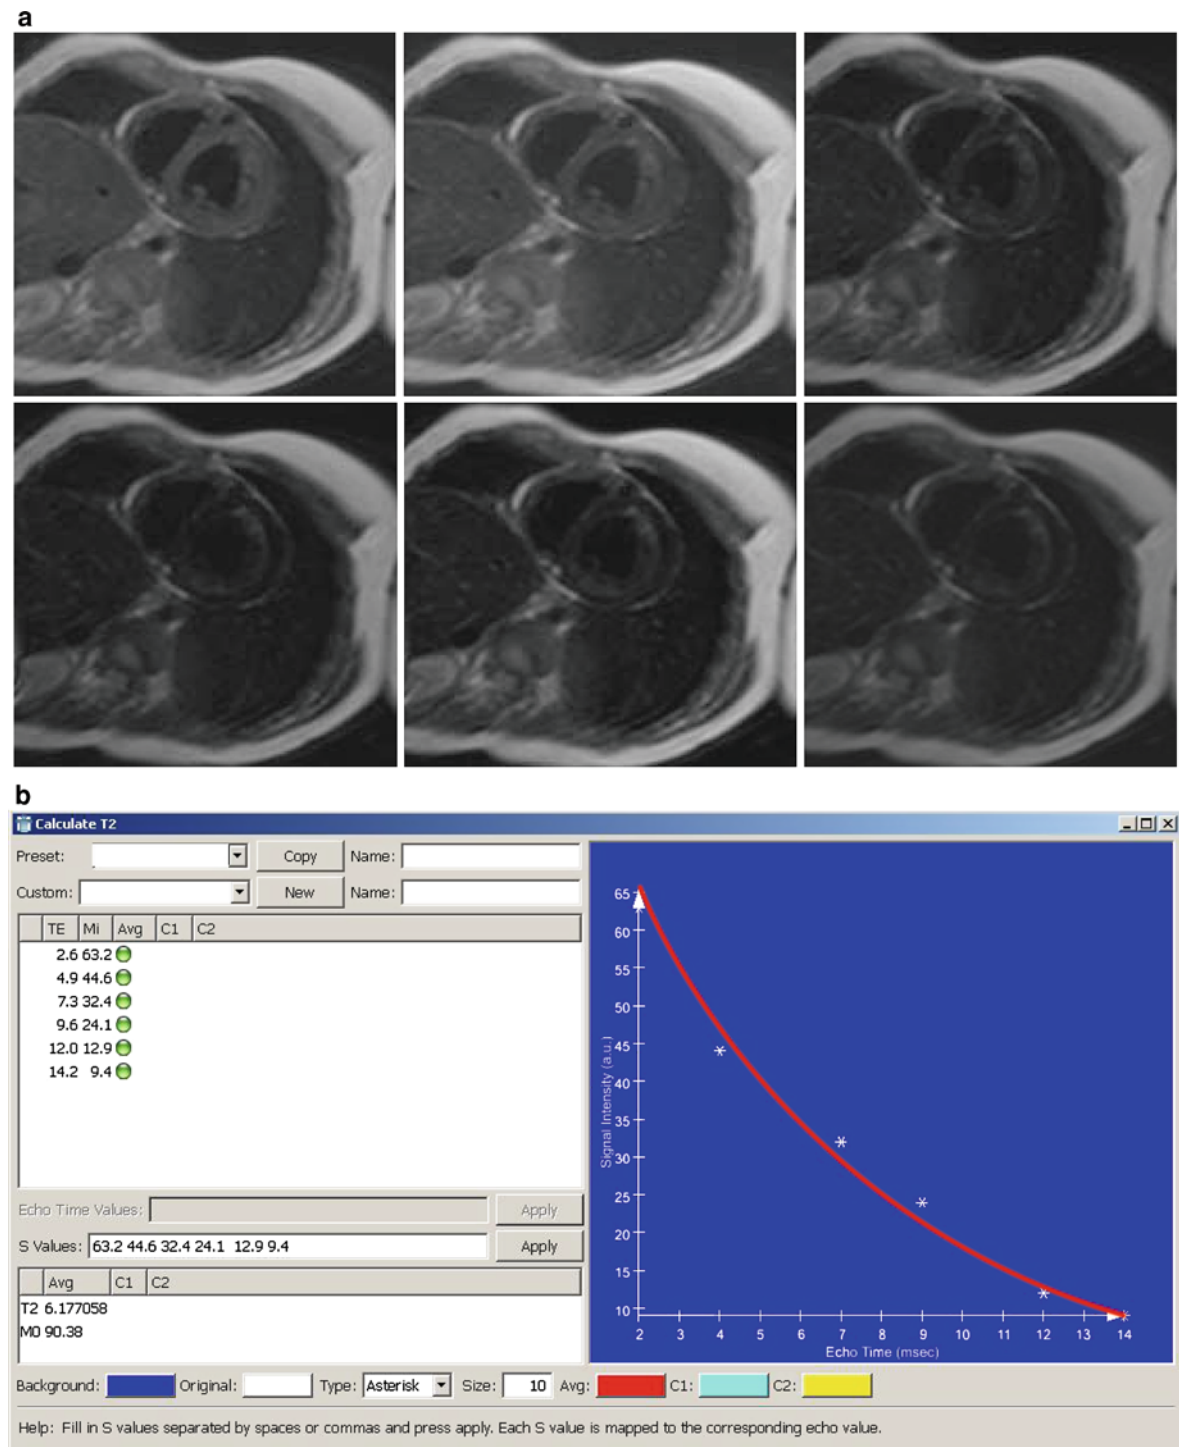 a
b
Calculate T2
Preset: Copy Name:
Custom: New Name:
TE Mi Avg C1 C2
2.6 63.2
4.9 44.6
7.3 32.4
9.6 24.1
12.0 12.9
14.2 9.4
Echo Time Values: Apply
S Values: 63.2 44.6 32.4 24.1 12.9 9.4 Apply
Avg C1 C2
T2 6.177058
M0 90.38
65
60
55
50
45
40
35
30
25
20
15
10
Signal Intensity (a.u.)
2 3 4 5 6 7 8 9 10 11 12 13 14
Echo Time (msec)
Background: Original: Type: Asterisk Size: 10 Avg: C1: C2:
Help: Fill in S values separated by spaces or commas and press apply. Each S value is mapped to the corresponding echo value.